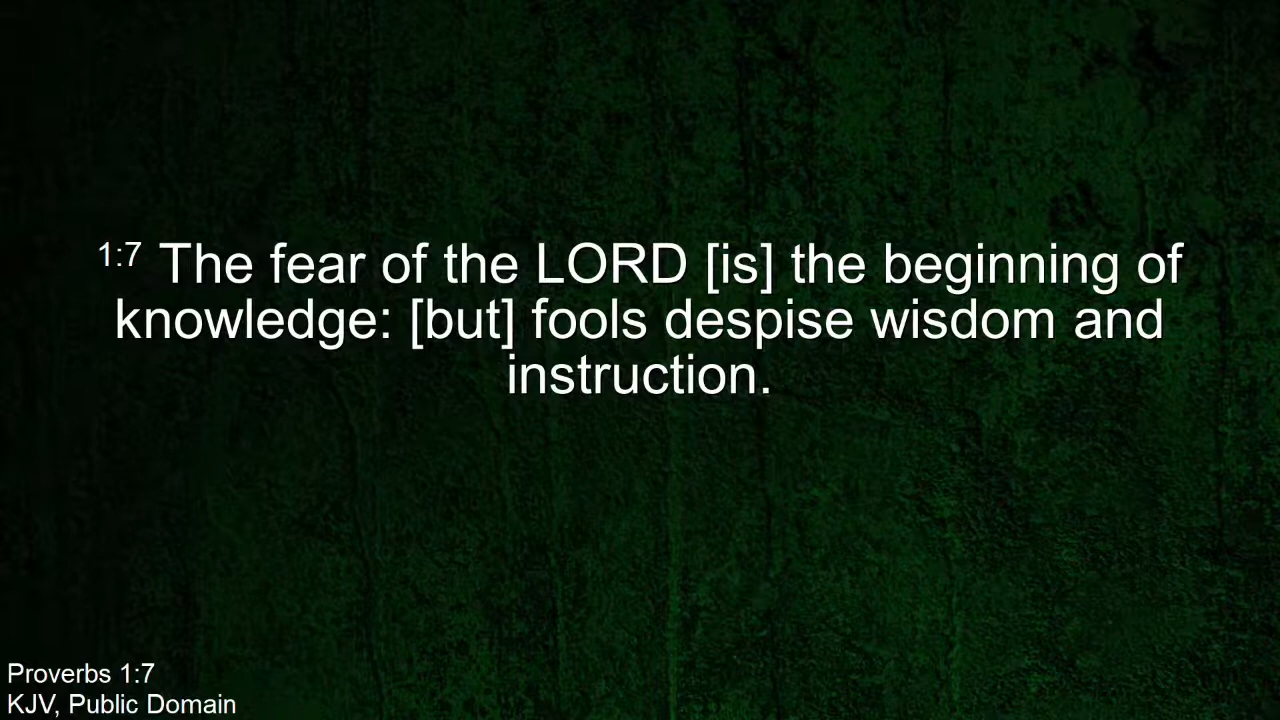 1:7 The fear of the LORD [is] the beginning of
knowledge: [but] fools despise wisdom and
instruction.
Proverbs 1:7
KJV, Public Domain